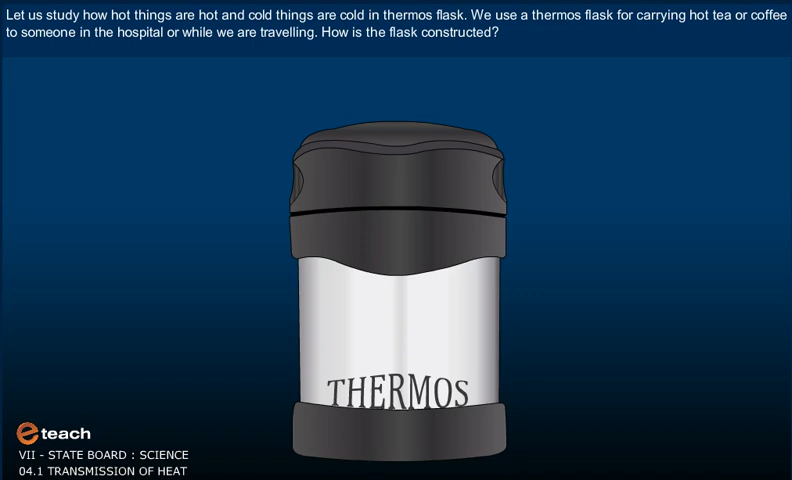 Let us study how hot things are hot and cold things are cold in thermos flask. We use a thermos flask for carrying hot tea or coffee
to someone in the hospital or while we are travelling. How is the flask constructed?
THERMOS
e teach
VII - STATE BOARD : SCIENCE
04.1 TRANSMISSION OF HEAT